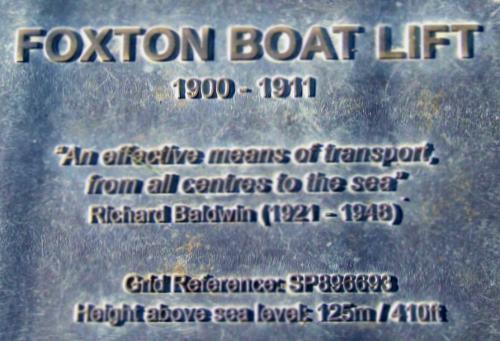 FOXTON BOAT LIFT
1900 - 1911
"An effective means of transport,
from all centres to the sea"
Richard Baldwin (1921 - 1948)
Grid Reference: SP896693
Height above sea level: 125m / 410ft